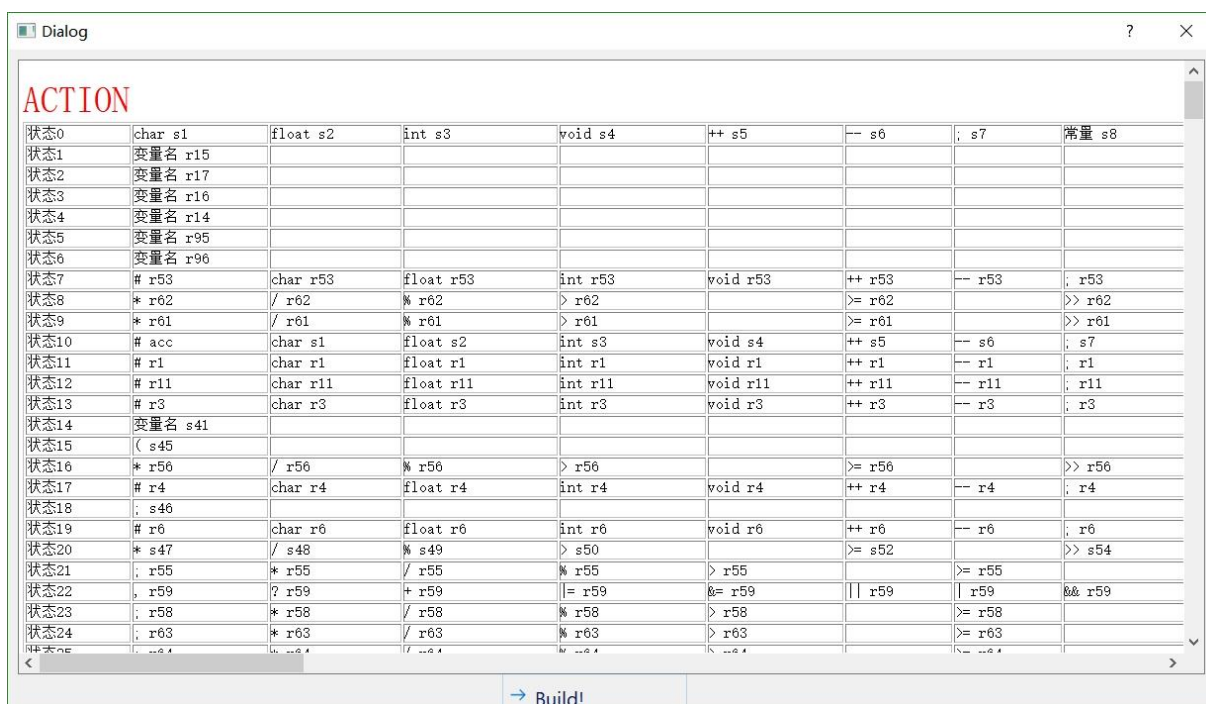 Dialog ? ×
ACTION
状态0 char s1 float s2 int s3 void s4 ++ s5 -- s6 ; s7 常量 s8
状态1 变量名 r15
状态2 变量名 r17
状态3 变量名 r16
状态4 变量名 r14
状态5 变量名 r95
状态6 变量名 r96
状态7 # r53 char r53 float r53 int r53 void r53 ++ r53 -- r53 ; r53
状态8 * r62 / r62 % r62 > r62 >= r62 >> r62
状态9 * r61 / r61 % r61 > r61 >= r61 >> r61
状态10 # acc char s1 float s2 int s3 void s4 ++ s5 -- s6 ; s7
状态11 # r1 char r1 float r1 int r1 void r1 ++ r1 -- r1 ; r1
状态12 # r11 char r11 float r11 int r11 void r11 ++ r11 -- r11 ; r11
状态13 # r3 char r3 float r3 int r3 void r3 ++ r3 -- r3 ; r3
状态14 变量名 s41
状态15 ( s45
状态16 * r56 / r56 % r56 > r56 >= r56 >> r56
状态17 # r4 char r4 float r4 int r4 void r4 ++ r4 -- r4 ; r4
状态18 ; s46
状态19 # r6 char r6 float r6 int r6 void r6 ++ r6 -- r6 ; r6
状态20 * s47 / s48 % s49 > s50 >= s52 >> s54
状态21 ; r55 * r55 / r55 % r55 > r55 >= r55
状态22 , r59 ? r59 + r59 |= r59 &= r59 || r59 | r59 && r59
状态23 ; r58 * r58 / r58 % r58 > r58 >= r58
状态24 ; r63 * r63 / r63 % r63 > r63 >= r63
Build!